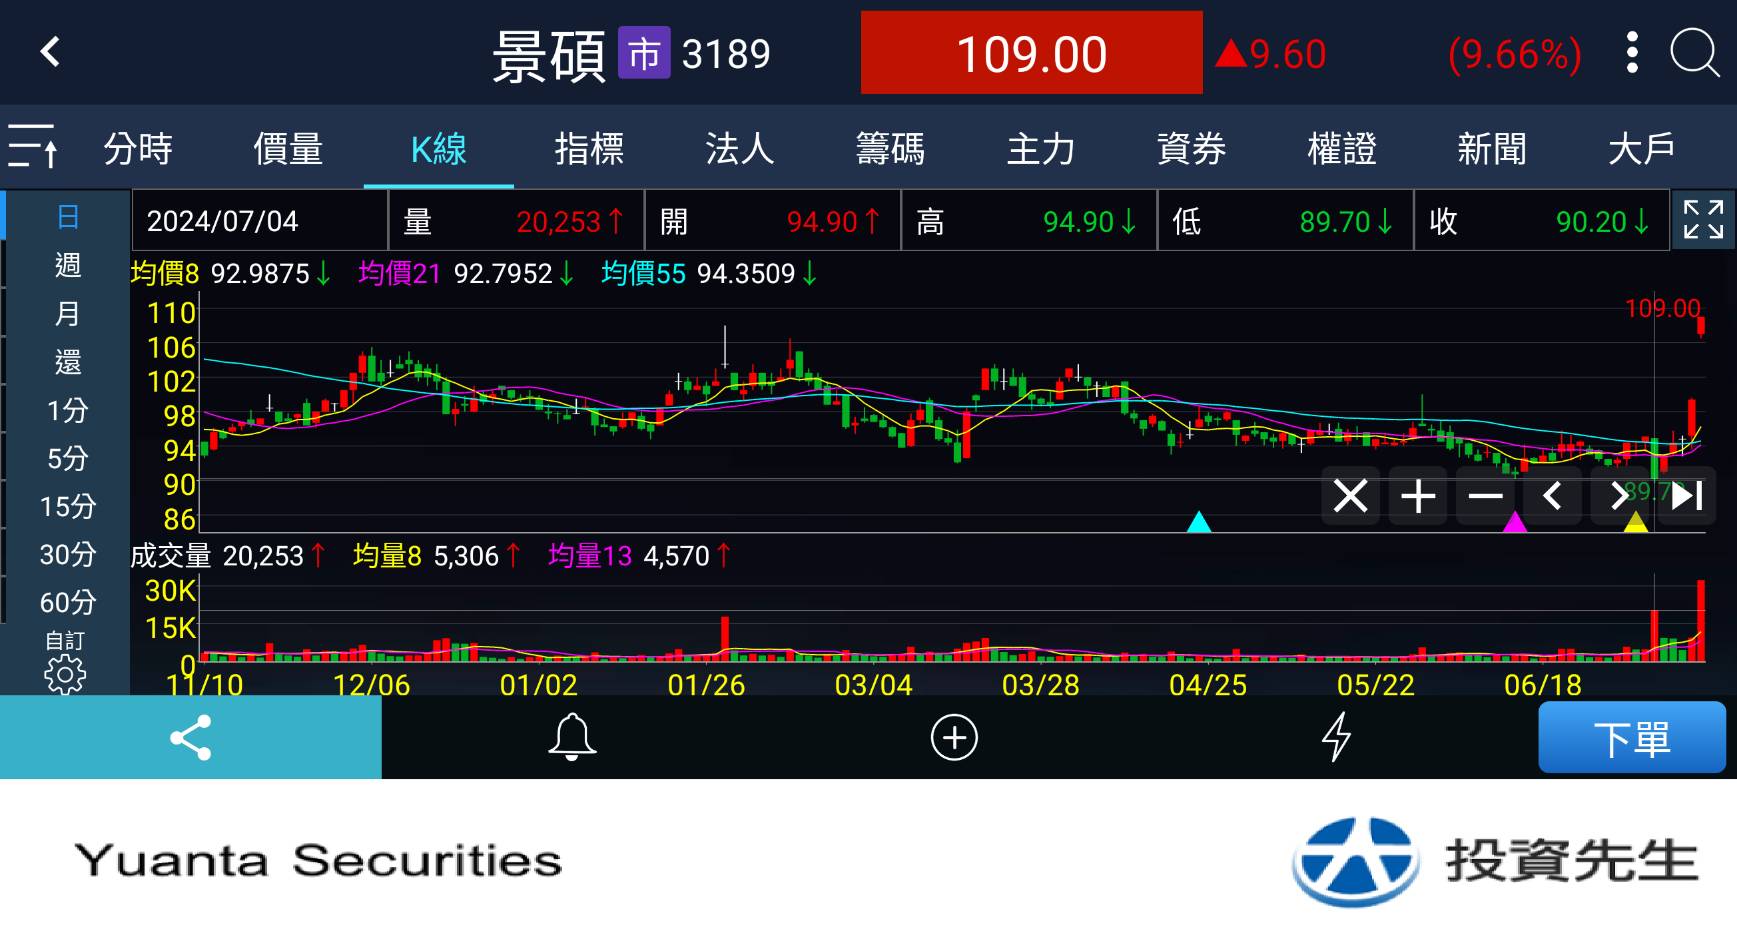 景碩 市 3189 109.00 ▲9.60 (9.66%)
分時 價量 K線 指標 法人 籌碼 主力 資券 權證 新聞 大戶
日 2024/07/04 量 20,253↑ 開 94.90↑ 高 94.90↓ 低 89.70↓ 收 90.20↓
週
月
還
1分
5分
15分
30分
60分
自訂
均價8 92.9875↓ 均價21 92.7952↓ 均價55 94.3509↓
109.00
110
106
102
98
94
90
86
成交量 20,253↑ 均量8 5,306↑ 均量13 4,570↑
30K
15K
0
11/10 12/06 01/02 01/26 03/04 03/28 04/25 05/22 06/18
下單
Yuanta Securities
投資先生